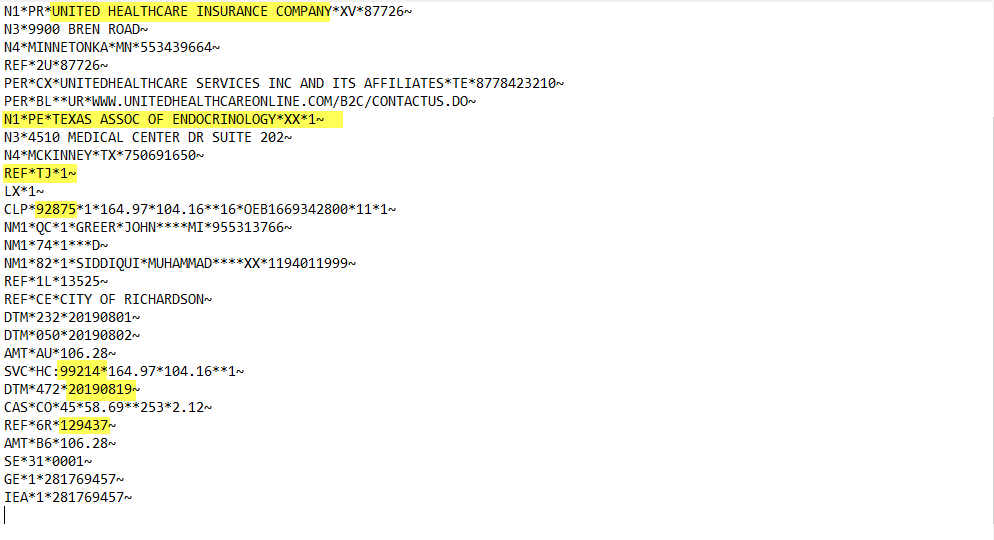 N1*PR*UNITED HEALTHCARE INSURANCE COMPANY*XV*87726~
N3*9900 BREN ROAD~
N4*MINNETONKA*MN*553439664~
REF*2U*87726~
PER*CX*UNITEDHEALTHCARE SERVICES INC AND ITS AFFILIATES*TE*8778423210~
PER*BL**UR*WWW.UNITEDHEALTHCAREONLINE.COM/B2C/CONTACTUS.DO~
N1*PE*TEXAS ASSOC OF ENDOCRINOLOGY*XX*1~
N3*4510 MEDICAL CENTER DR SUITE 202~
N4*MCKINNEY*TX*750691650~
REF*TJ*1~
LX*1~
CLP*92875*1*164.97*104.16**16*OEB1669342800*11*1~
NM1*QC*1*GREER*JOHN****MI*955313766~
NM1*74*1***D~
NM1*82*1*SIDDIQUI*MUHAMMAD****XX*1194011999~
REF*1L*13525~
REF*CE*CITY OF RICHARDSON~
DTM*232*20190801~
DTM*050*20190802~
AMT*AU*106.28~
SVC*HC:99214*164.97*104.16**1~
DTM*472*20190819~
CAS*CO*45*58.69**253*2.12~
REF*6R*129437~
AMT*B6*106.28~
SE*31*0001~
GE*1*281769457~
IEA*1*281769457~